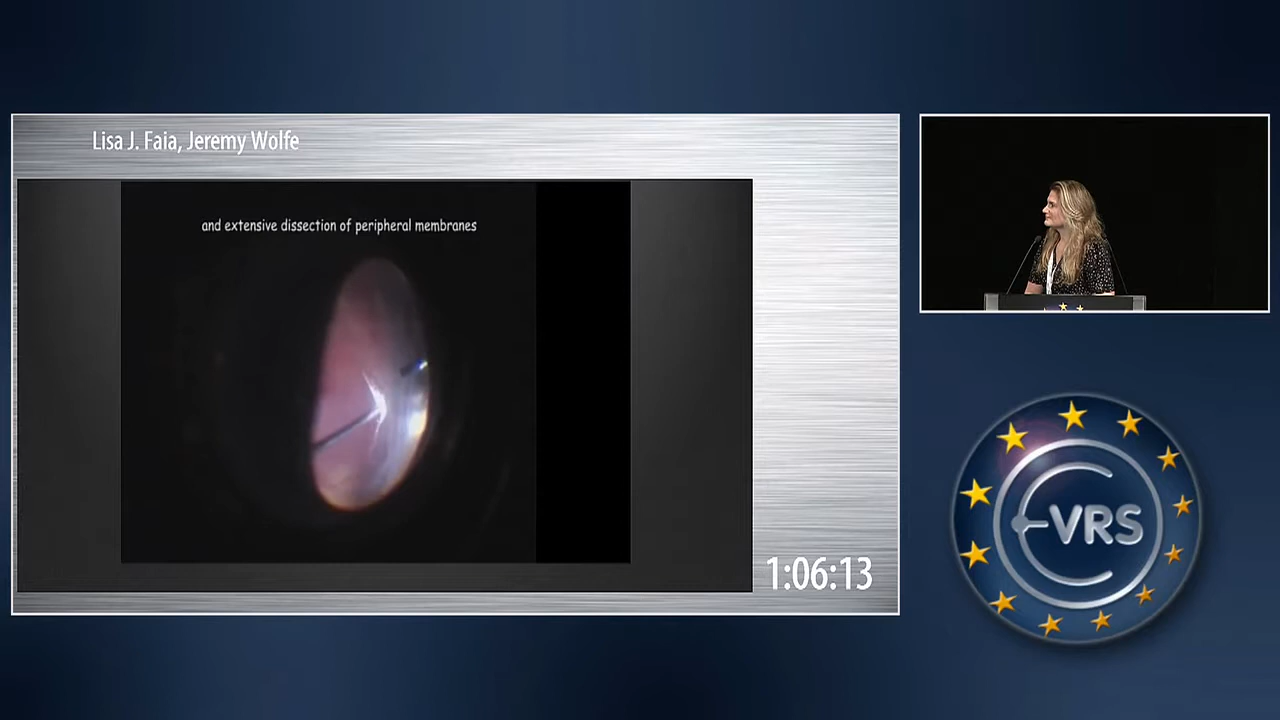 Lisa J. Faia, Jeremy Wolfe
and extensive dissection of peripheral membranes
1:06:13
EVRS